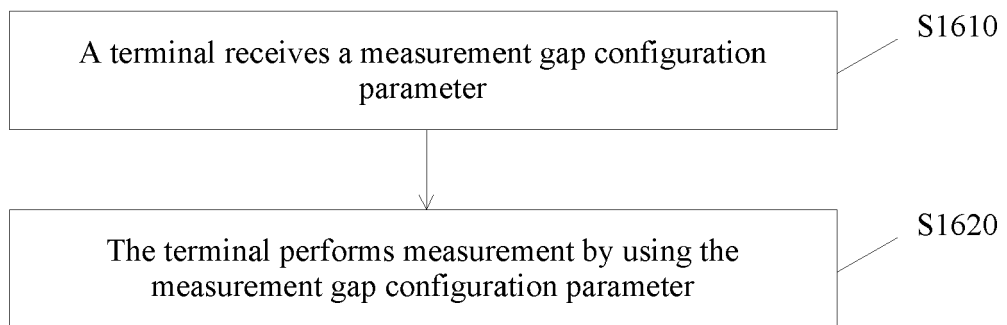 A terminal receives a measurement gap configuration
parameter
S1610
The terminal performs measurement by using the
measurement gap configuration parameter
S1620